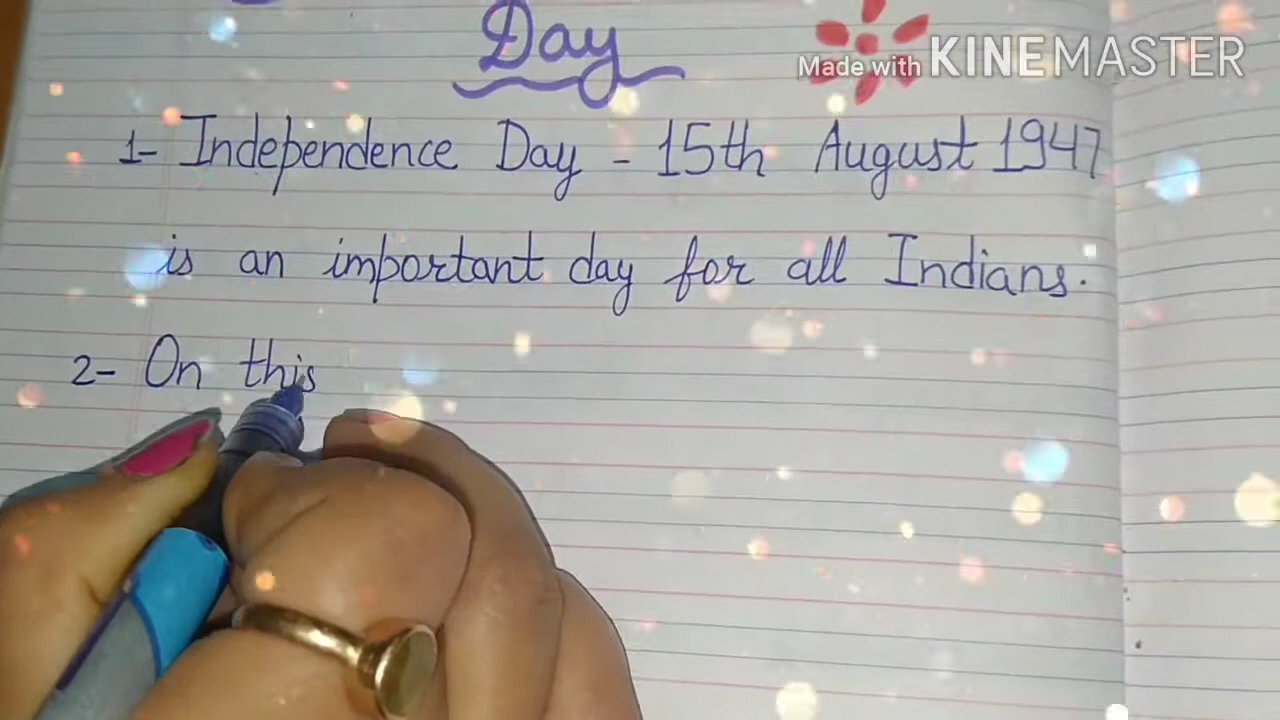 Day
Made with KINEMASTER
1- Independence Day - 15th August 1947
is an important day for all Indians.
2- On this